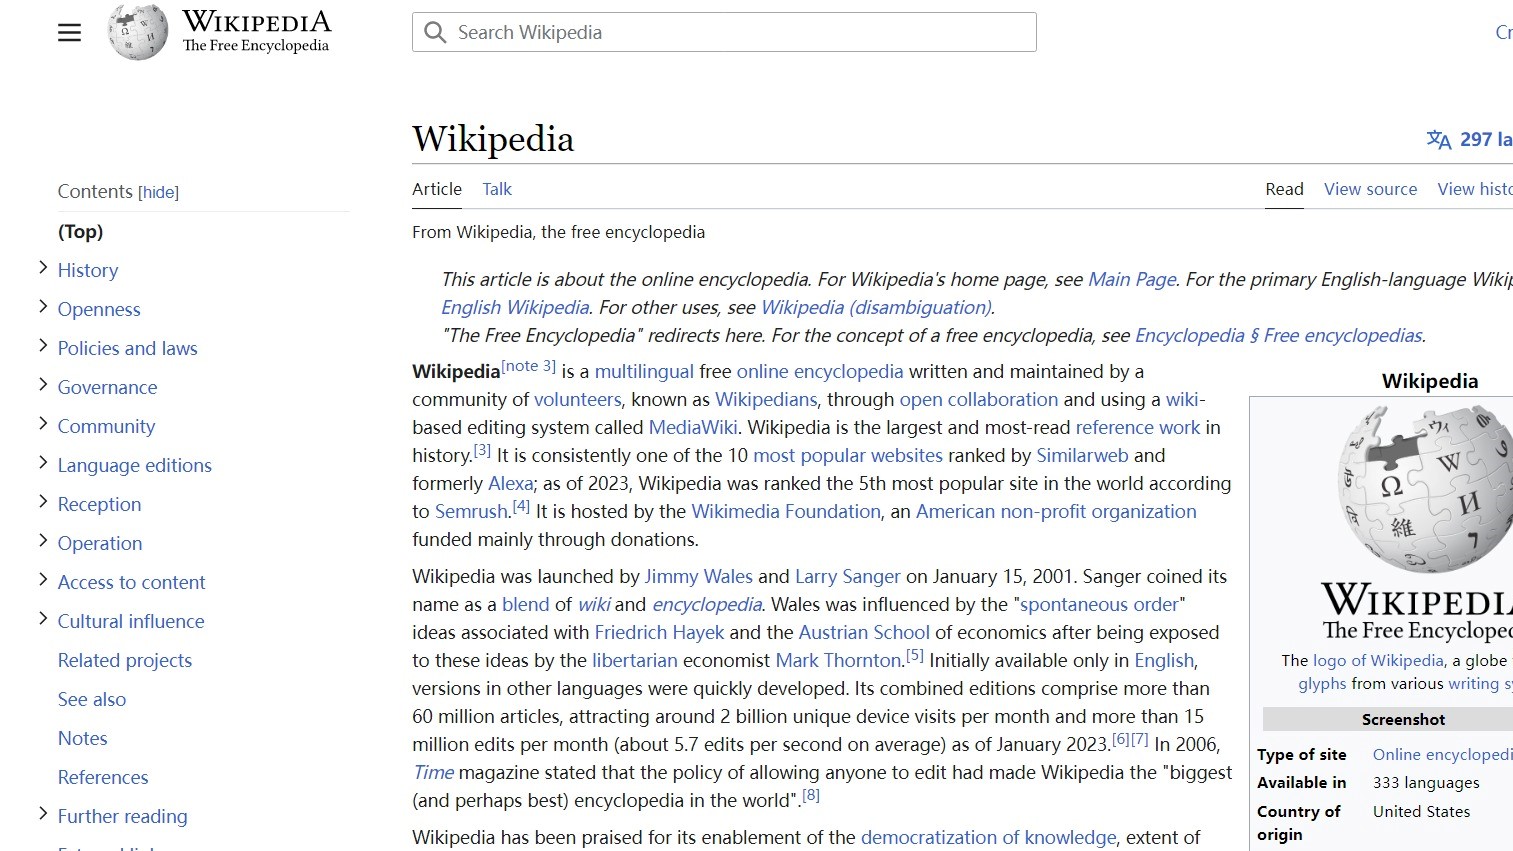 WIKIPEDIA
The Free Encyclopedia
Search Wikipedia
Wikipedia
297
Contents [hide]
(Top)
History
Openness
Policies and laws
Governance
Community
Language editions
Reception
Operation
Access to content
Cultural influence
Related projects
See also
Notes
References
Further reading
Article Talk
Read View source View
From Wikipedia, the free encyclopedia
This article is about the online encyclopedia. For Wikipedia's home page, see Main Page. For the primary English-language
English Wikipedia. For other uses, see Wikipedia (disambiguation).
"The Free Encyclopedia" redirects here. For the concept of a free encyclopedia, see Encyclopedia § Free encyclopedias.
Wikipedia[note 3] is a multilingual free online encyclopedia written and maintained by a
community of volunteers, known as Wikipedians, through open collaboration and using a wiki-
based editing system called MediaWiki. Wikipedia is the largest and most-read reference work in
history.[3] It is consistently one of the 10 most popular websites ranked by Similarweb and
formerly Alexa; as of 2023, Wikipedia was ranked the 5th most popular site in the world according
to Semrush.[4] It is hosted by the Wikimedia Foundation, an American non-profit organization
funded mainly through donations.
Wikipedia was launched by Jimmy Wales and Larry Sanger on January 15, 2001. Sanger coined its
name as a blend of wiki and encyclopedia. Wales was influenced by the "spontaneous order"
ideas associated with Friedrich Hayek and the Austrian School of economics after being exposed
to these ideas by the libertarian economist Mark Thornton.[5] Initially available only in English,
versions in other languages were quickly developed. Its combined editions comprise more than
60 million articles, attracting around 2 billion unique device visits per month and more than 15
million edits per month (about 5.7 edits per second on average) as of January 2023.[6][7] In 2006,
Time magazine stated that the policy of allowing anyone to edit had made Wikipedia the "biggest
(and perhaps best) encyclopedia in the world".[8]
Wikipedia has been praised for its enablement of the democratization of knowledge, extent of
Wikipedia
Ω W И 維 ウィ 7
The logo of Wikipedia, a globe
glyphs from various writing
Screenshot
Type of site Online
Available in 333 languages
Country of origin United States